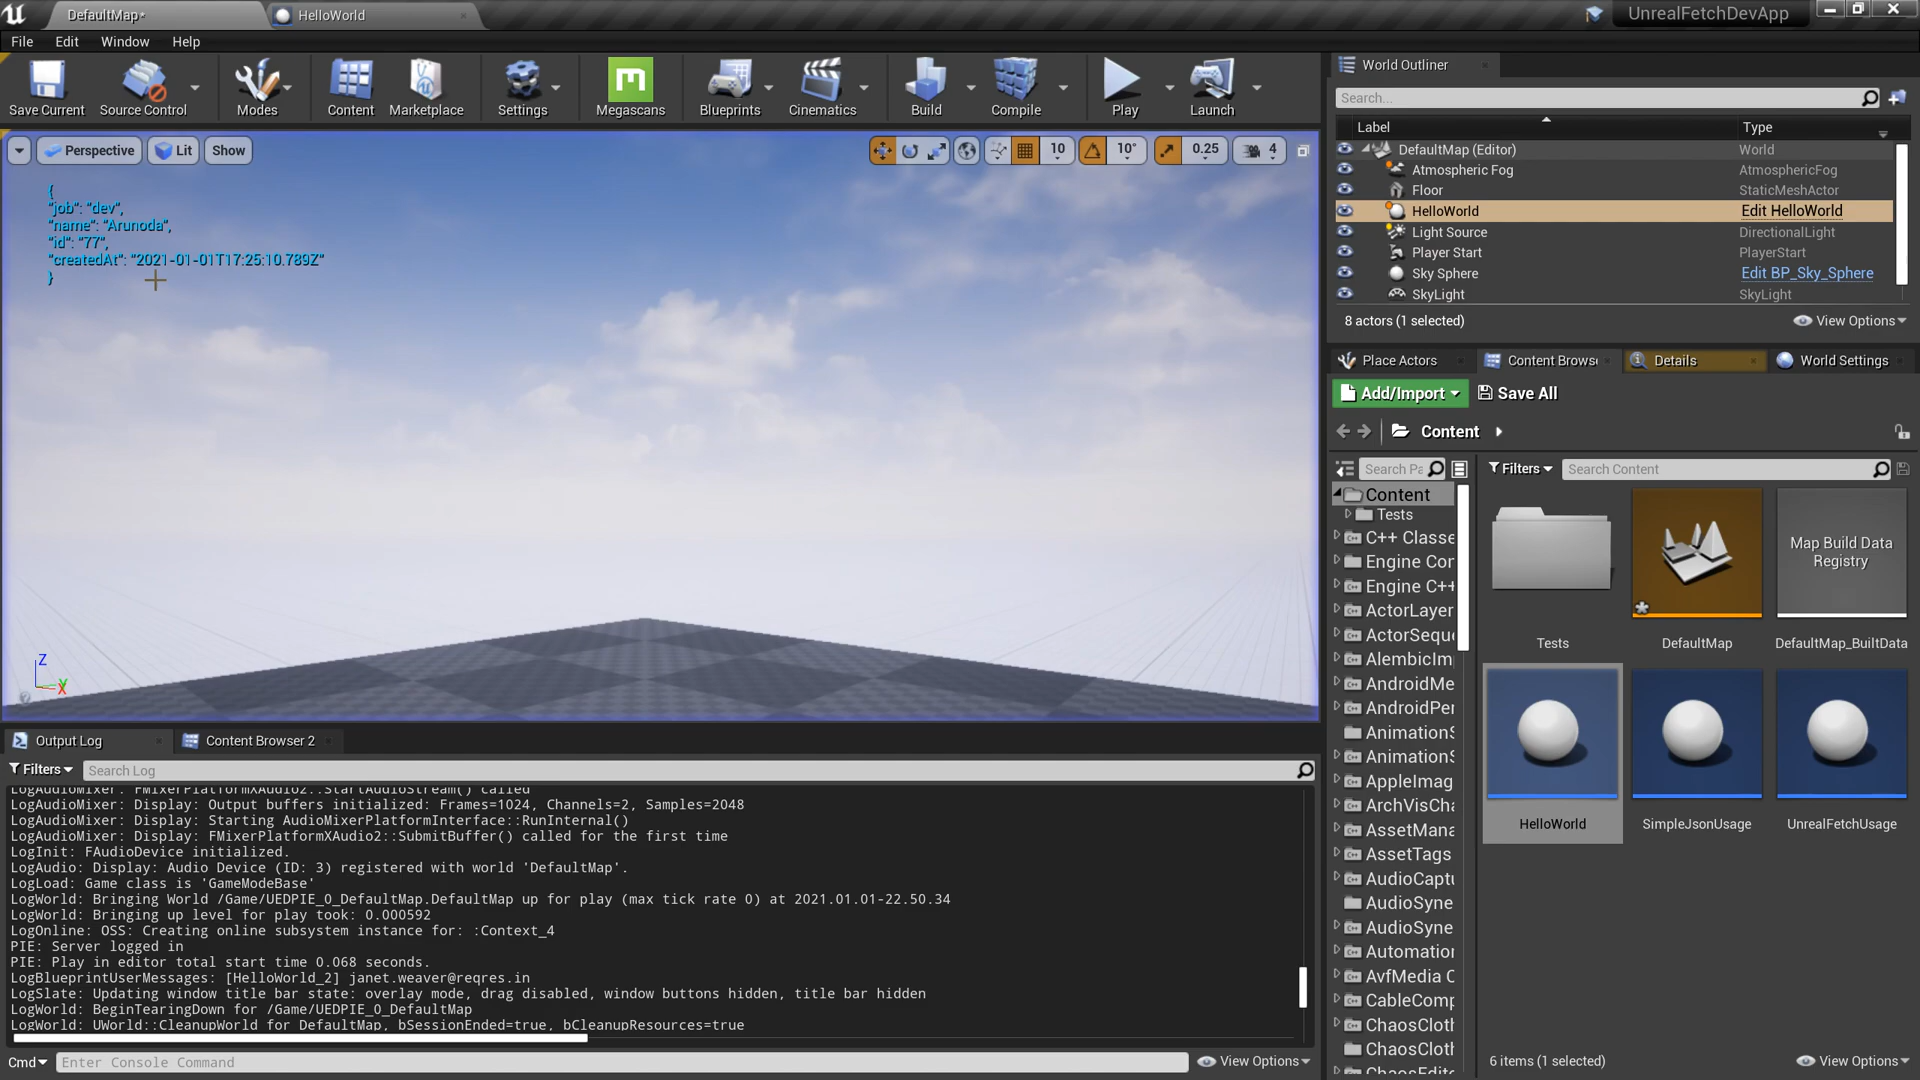 DefaultMap*
HelloWorld
UnrealFetchDevApp
File
Edit
Window
Help
Save Current
Source Control
Modes
Content
Marketplace
Settings
Megascans
Blueprints
Cinematics
Build
Compile
Play
Launch
Perspective
Lit
Show
10
10°
0.25
4
{
"job": "dev",
"name": "Arunoda",
"id": "77",
"createdAt": "2021-01-01T17:25:10.789Z"
}
Z
Y
X
World Outliner
Search...
Label
Type
DefaultMap (Editor)
World
Atmospheric Fog
AtmosphericFog
Floor
StaticMeshActor
HelloWorld
Edit HelloWorld
Light Source
DirectionalLight
Player Start
PlayerStart
Sky Sphere
Edit BP_Sky_Sphere
SkyLight
SkyLight
8 actors (1 selected)
View Options
Place Actors
Content Brows
Details
World Settings
Add/Import
Save All
Content
Search Pa
Filters
Search Content
Content
Tests
C++ Classe
Engine Cor
Engine C++
ActorLayer
ActorSeque
AlembicImp
AndroidMe
AndroidPer
AnimationS
AnimationS
AppleImag
ArchVisCha
AssetMana
AssetTags
AudioCaptu
AudioSyne
AudioSyne
Automation
AvfMedia C
CableComp
ChaosCloth
ChaosCloth
ChaosEdit
Tests
DefaultMap
Map Build Data
Registry
DefaultMap_BuiltData
HelloWorld
SimpleJsonUsage
UnrealFetchUsage
6 items (1 selected)
View Options
Output Log
Content Browser 2
Filters
Search Log
LogAudioMixer: FMixerPlatformXAudio2::StartAudioStream() called
LogAudioMixer: Display: Output buffers initialized: Frames=1024, Channels=2, Samples=2048
LogAudioMixer: Display: Starting AudioMixerPlatformInterface::RunInternal()
LogAudioMixer: Display: FMixerPlatformXAudio2::SubmitBuffer() called for the first time
LogInit: FAudioDevice initialized.
LogAudio: Display: Audio Device (ID: 3) registered with world 'DefaultMap'.
LogLoad: Game class is 'GameModeBase'
LogWorld: Bringing World /Game/UEDPIE_0_DefaultMap.DefaultMap up for play (max tick rate 0) at 2021.01.01-22.50.34
LogWorld: Bringing up level for play took: 0.000592
LogOnline: OSS: Creating online subsystem instance for: :Context_4
PIE: Server logged in
PIE: Play in editor total start time 0.068 seconds.
LogBlueprintUserMessages: [HelloWorld_2] janet.weaver@reqres.in
LogSlate: Updating window title bar state: overlay mode, drag disabled, window buttons hidden, title bar hidden
LogWorld: BeginTearingDown for /Game/UEDPIE_0_DefaultMap
LogWorld: UWorld::CleanupWorld for DefaultMap, bSessionEnded=true, bCleanupResources=true
Cmd
Enter Console Command
View Options